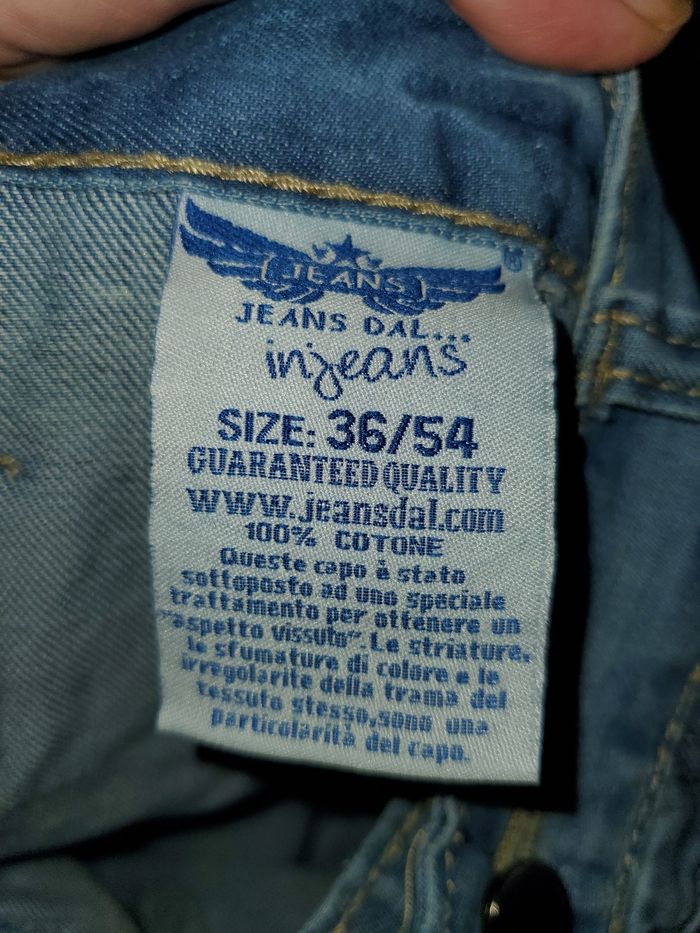 JEANS
®
JEANS DAL...
injeans
SIZE: 36/54
GUARANTEED QUALITY
www.jeansdal.com
100% COTONE
Queste capo è stato
sottoposto ad uno speciale
trattamento per ottenere un
"aspetto vissuto". Le striature,
le sfumature di colore e le
irregolarite della trama del
tessuto stesso,sono una
particolarità del capo.